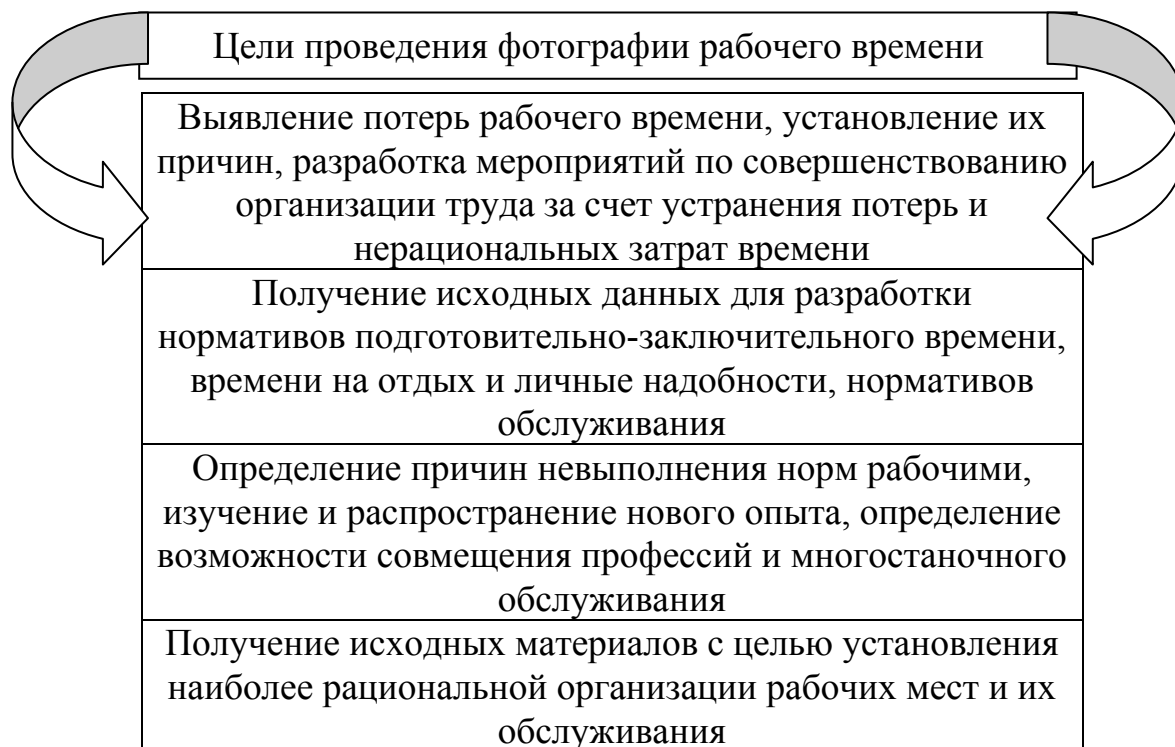 Цели проведения фотографии рабочего времени
Выявление потерь рабочего времени, установление их
причин, разработка мероприятий по совершенствованию
организации труда за счет устранения потерь и
нерациональных затрат времени
Получение исходных данных для разработки
нормативов подготовительно-заключительного времени,
времени на отдых и личные надобности, нормативов
обслуживания
Определение причин невыполнения норм рабочими,
изучение и распространение нового опыта, определение
возможности совмещения профессий и многостаночного
обслуживания
Получение исходных материалов с целью установления
наиболее рациональной организации рабочих мест и их
обслуживания